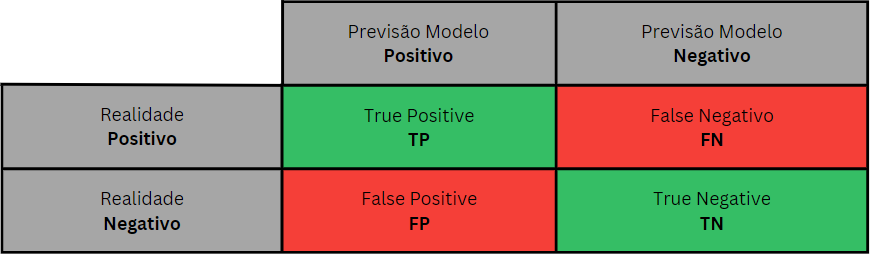 Previsão Modelo
Positivo
Previsão Modelo
Negativo
Realidade
Positivo
True Positive
TP
False Negativo
FN
Realidade
Negativo
False Positive
FP
True Negative
TN